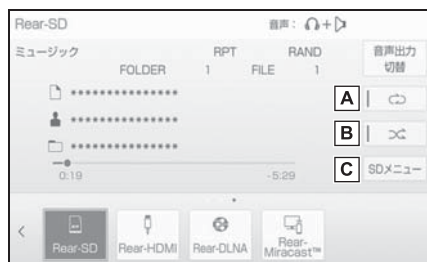 Rear-SD 音声： +
ミュージック RPT RAND 音声出力
切替
FOLDER 1 FILE 1
***************
A
***************
B
***************
C SDメニュー
0:19 -5:29
Rear-SD Rear-HDMI Rear-DLNA Rear-
Miracast™